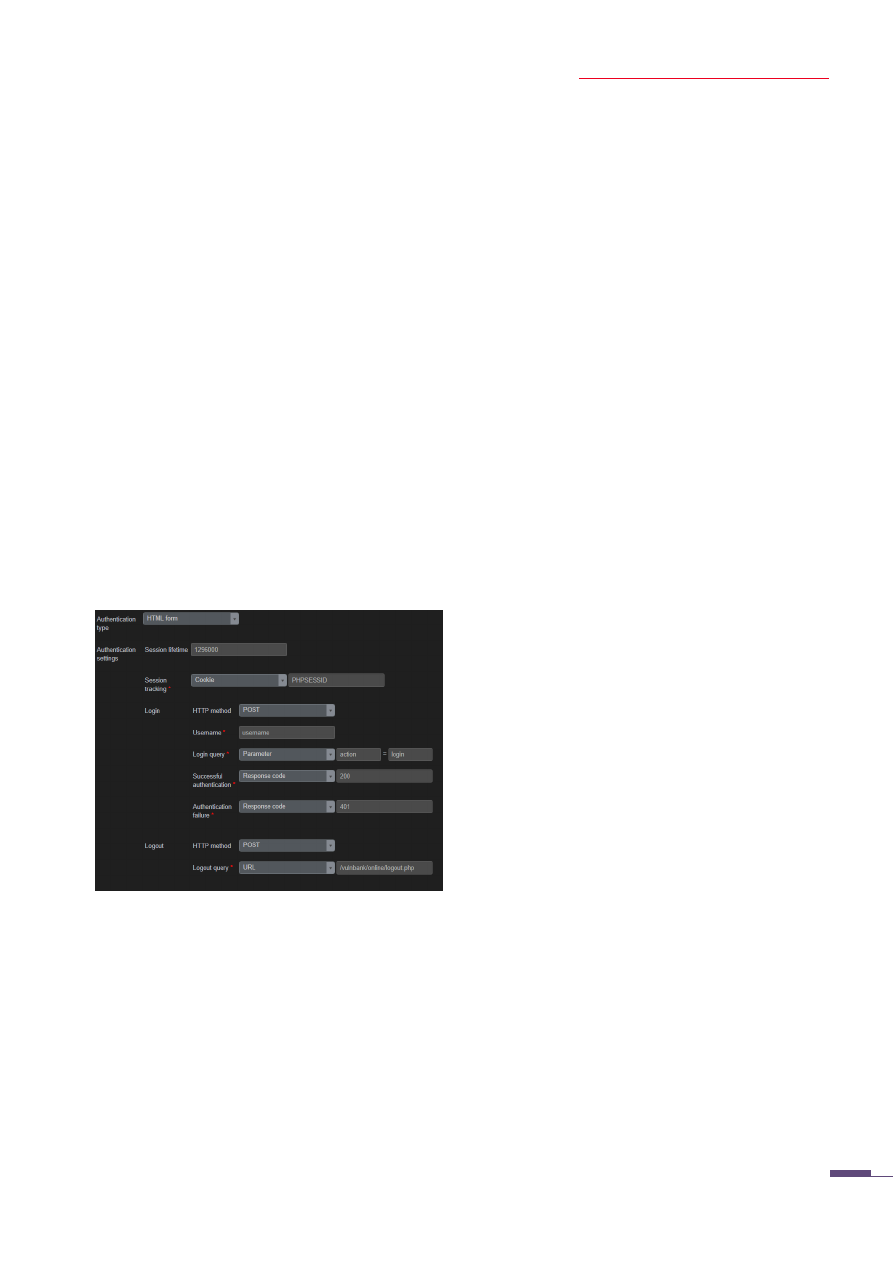 Authentication type HTML form
Authentication settings Session lifetime 1296000
Session tracking * Cookie PHPSESSID
Login HTTP method POST
Username * username
Login query * Parameter action = login
Successful authentication * Response code 200
Authentication failure * Response code 401
Logout HTTP method POST
Logout query * URL /vulnbank/online/logout.php